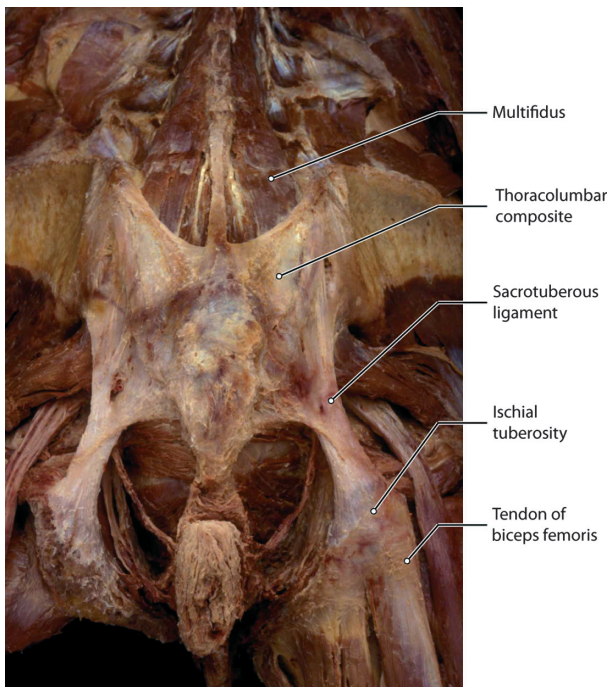 Multifidus
Thoracolumbar
composite
Sacrotuberous
ligament
Ischial
tuberosity
Tendon of
biceps femoris